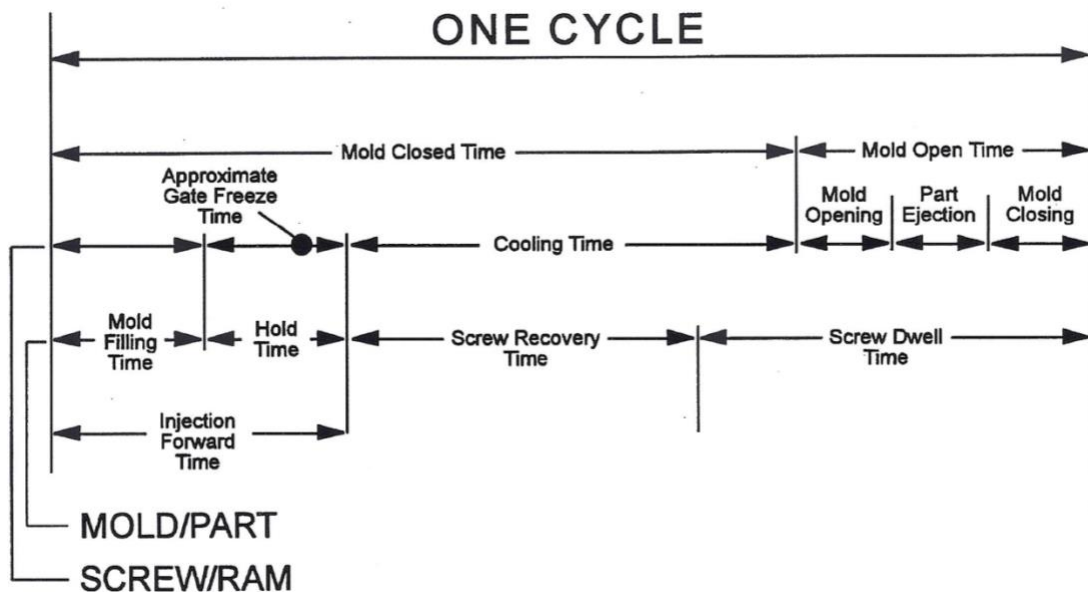 ONE CYCLE
Mold Closed Time
Mold Open Time
Approximate
Gate Freeze
Time
Mold
Opening
Part
Ejection
Mold
Closing
Cooling Time
Mold
Filling
Time
Hold
Time
Screw Recovery
Time
Screw Dwell
Time
Injection
Forward
Time
MOLD/PART
SCREW/RAM